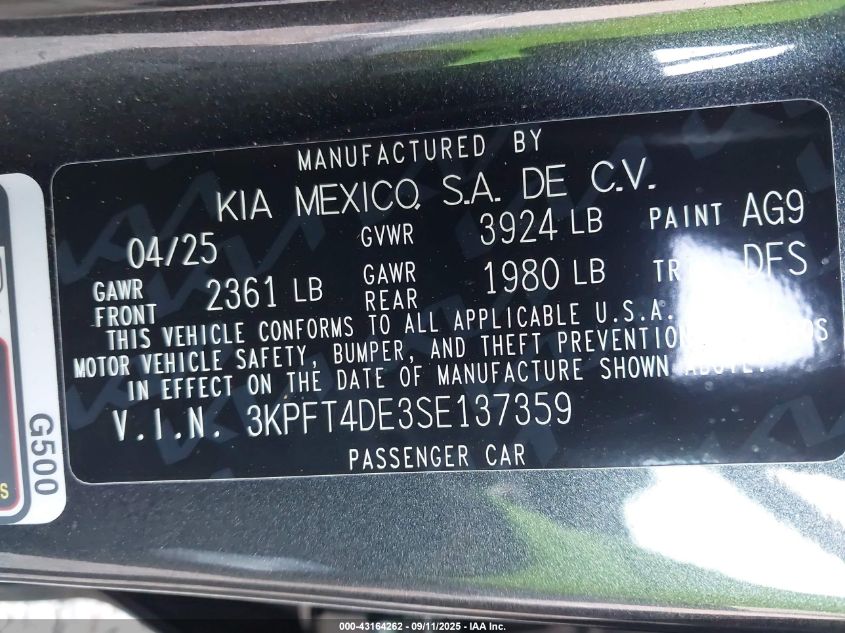 MANUFACTURED BY
KIA MEXICO, S.A. DE C.V.
04/25 GVWR 3924 LB PAINT AG9
GAWR FRONT 2361 LB GAWR REAR 1980 LB DFS
THIS VEHICLE CONFORMS TO ALL APPLICABLE U.S.A.
MOTOR VEHICLE SAFETY, BUMPER, AND THEFT PREVENTION
IN EFFECT ON THE DATE OF MANUFACTURE SHOWN
V.I.N. 3KPFT4DE3SE137359
PASSENGER CAR
G500
000-43164262 - 09/11/2025 - IAA Inc.